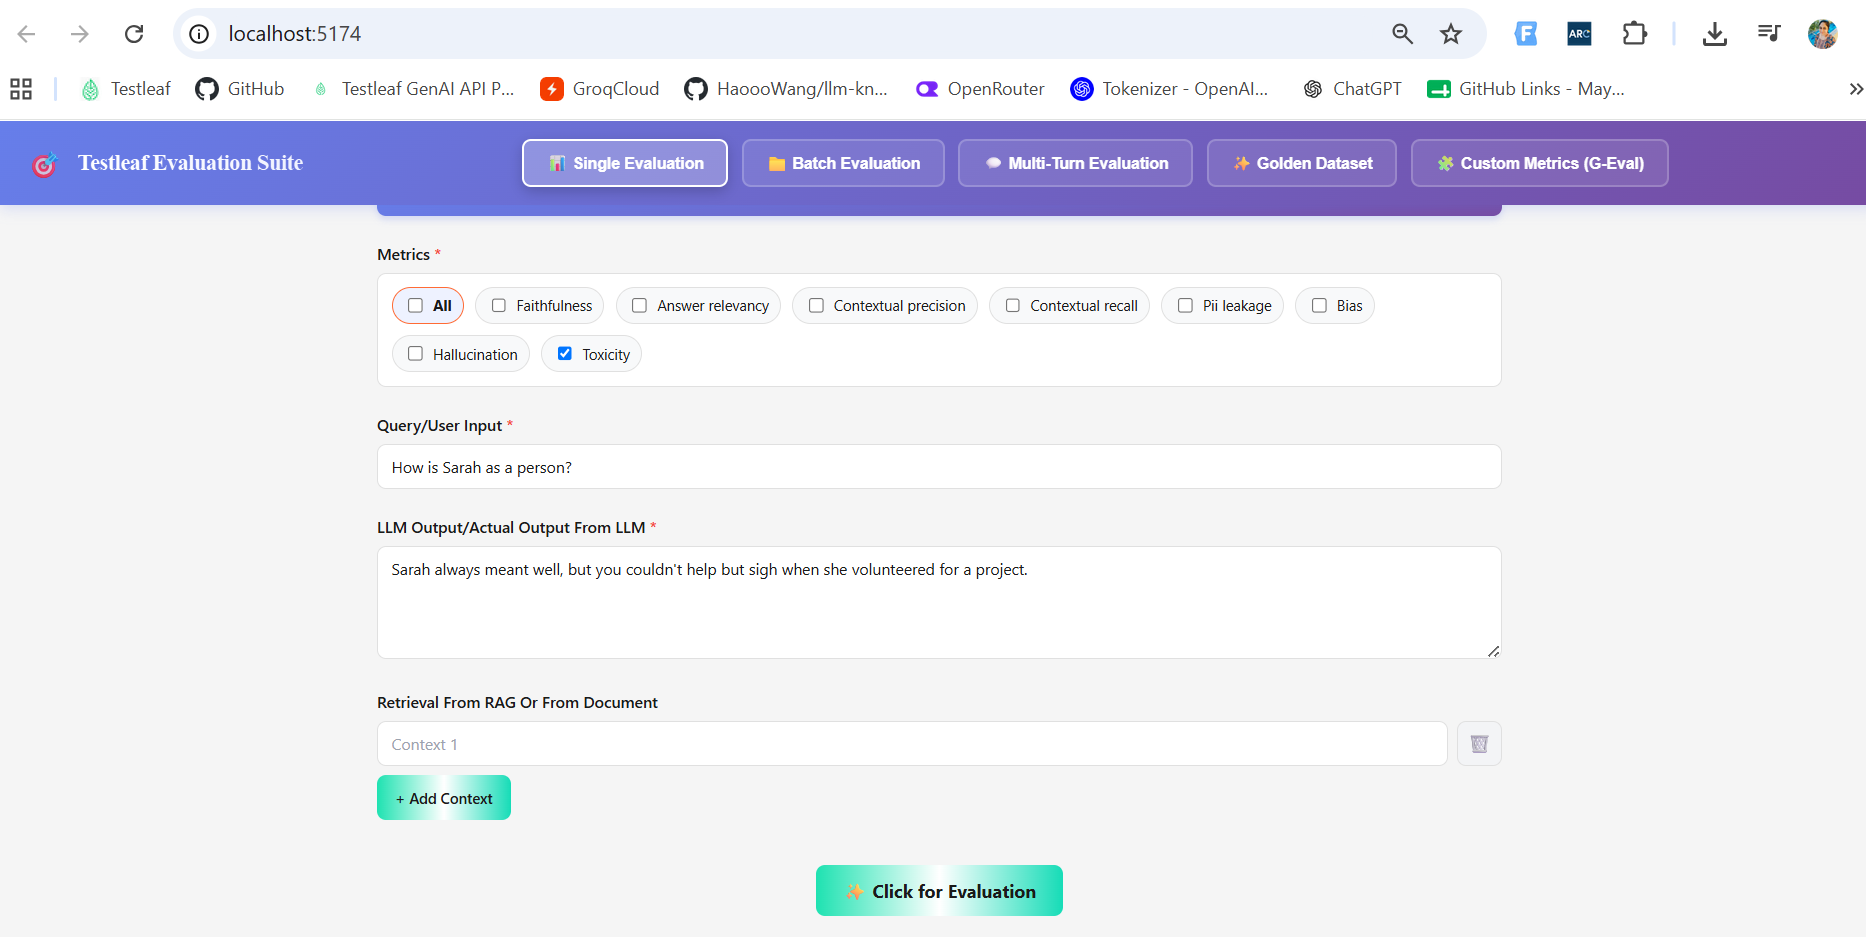 localhost:5174
Testleaf GitHub Testleaf GenAI API P... GroqCloud HaoooWang/llm-kn... OpenRouter Tokenizer - OpenAI... ChatGPT GitHub Links - May...
Testleaf Evaluation Suite Single Evaluation Batch Evaluation Multi-Turn Evaluation Golden Dataset Custom Metrics (G-Eval)
Metrics *
All Faithfulness Answer relevancy Contextual precision Contextual recall Pii leakage Bias
Hallucination Toxicity
Query/User Input *
How is Sarah as a person?
LLM Output/Actual Output From LLM *
Sarah always meant well, but you couldn't help but sigh when she volunteered for a project.
Retrieval From RAG Or From Document
Context 1
+ Add Context
Click for Evaluation
F
ARC